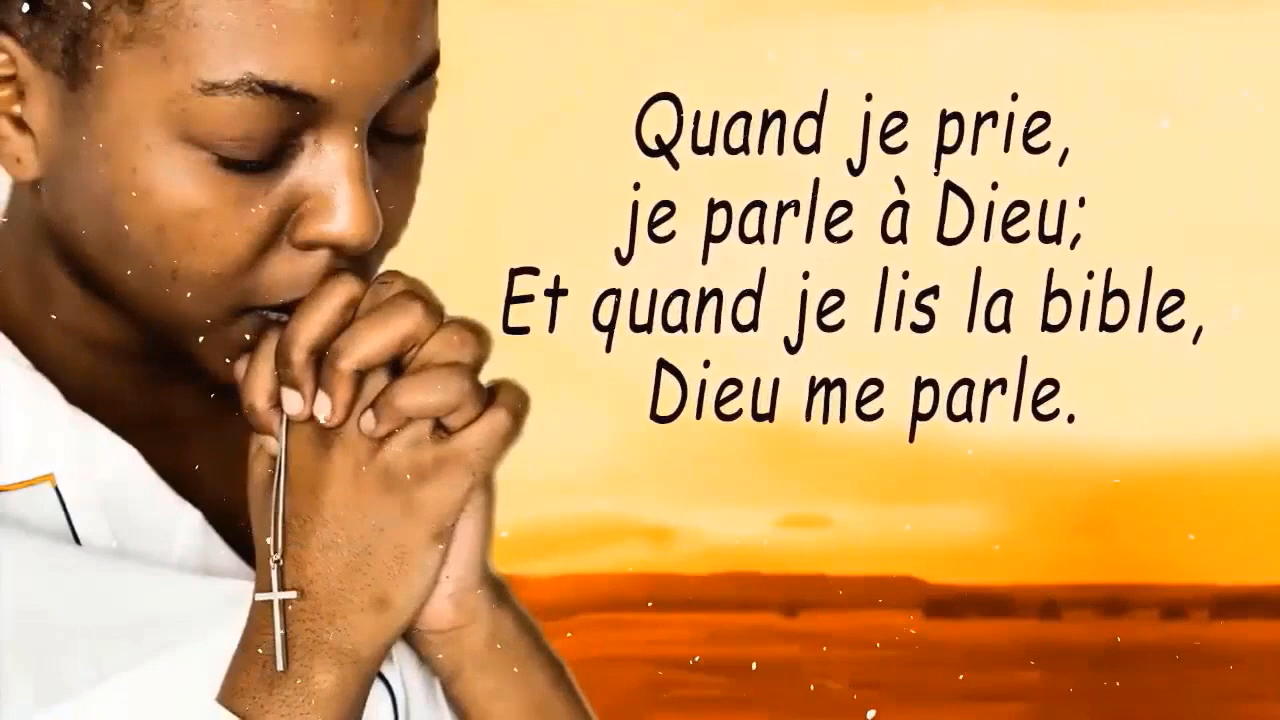 Quand je prie,
je parle à Dieu;
Et quand je lis la bible,
Dieu me parle.